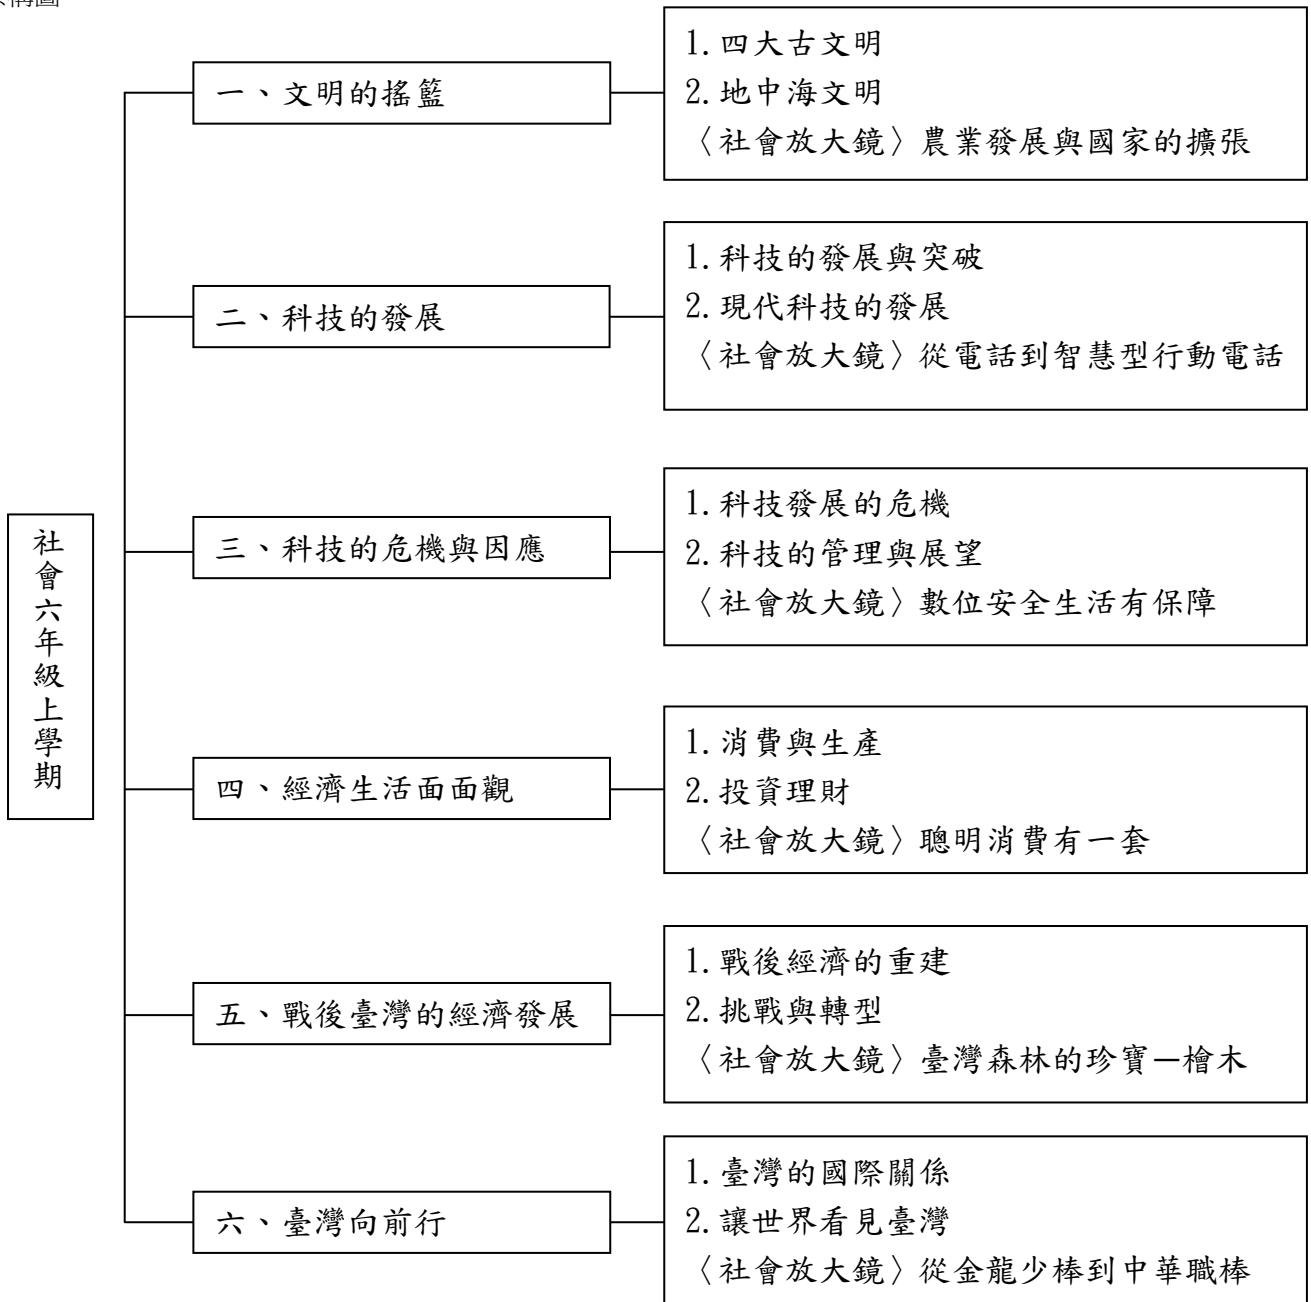 社會六年級上學期
一、文明的搖籃
1.四大古文明
2.地中海文明
〈社會放大鏡〉農業發展與國家的擴張
二、科技的發展
1.科技的發展與突破
2.現代科技的發展
〈社會放大鏡〉從電話到智慧型行動電話
三、科技的危機與因應
1.科技發展的危機
2.科技的管理與展望
〈社會放大鏡〉數位安全生活有保障
四、經濟生活面面觀
1.消費與生產
2.投資理財
〈社會放大鏡〉聰明消費有一套
五、戰後臺灣的經濟發展
1.戰後經濟的重建
2.挑戰與轉型
〈社會放大鏡〉臺灣森林的珍寶—檜木
六、臺灣向前行
1.臺灣的國際關係
2.讓世界看見臺灣
〈社會放大鏡〉從金龍少棒到中華職棒